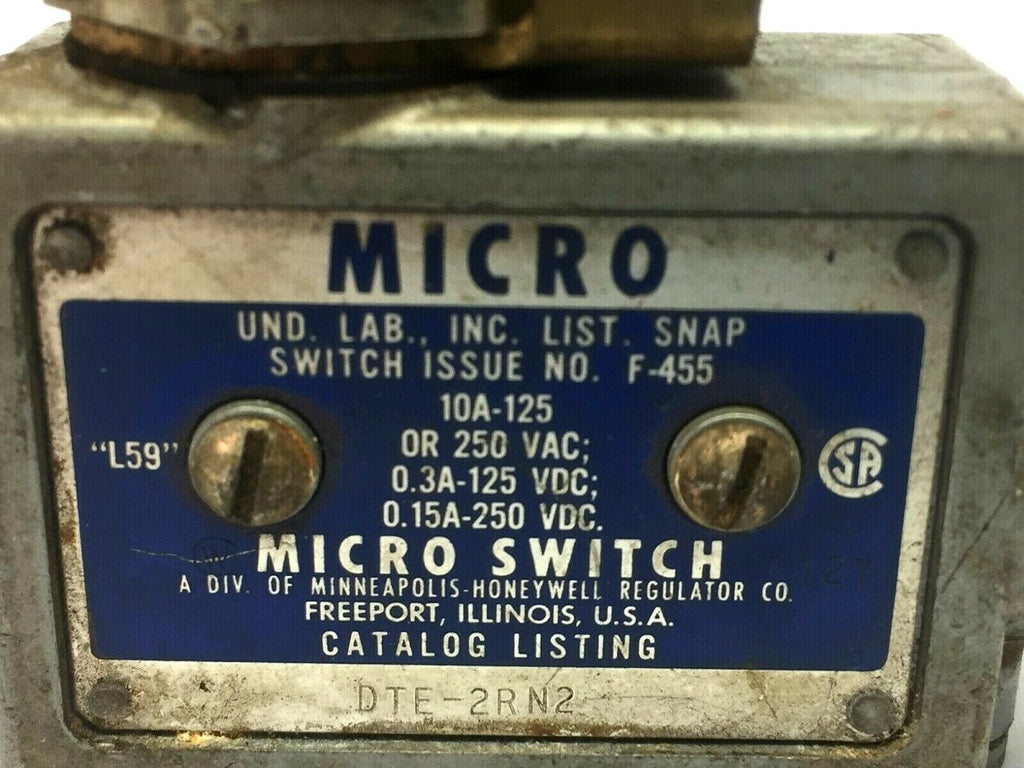 MICRO
UND. LAB., INC. LIST. SNAP
SWITCH ISSUE NO. F-455
10A-125
OR 250 VAC;
"L59"
0.3A-125 VDC;
SA
0.15A-250 VDC.
MICRO SWITCH
A DIV. OF MINNEAPOLIS-HONEYWELL REGULATOR CO.
FREEPORT, ILLINOIS, U.S.A.
CATALOG LISTING
DTE-2RN2